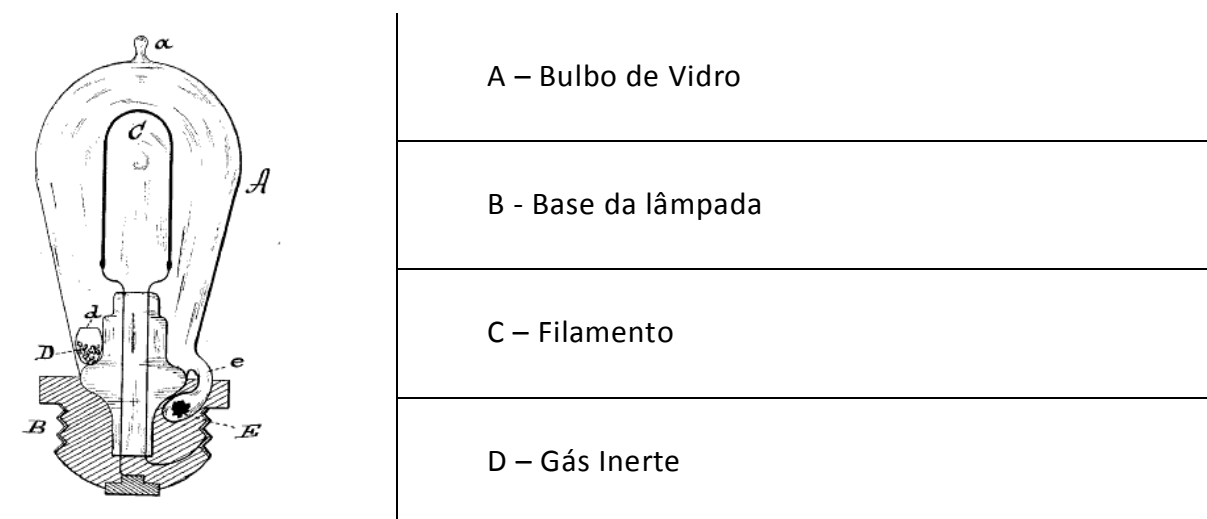 a
C
A
d
D
e
B
E
A – Bulbo de Vidro
B - Base da lâmpada
C – Filamento
D – Gás Inerte